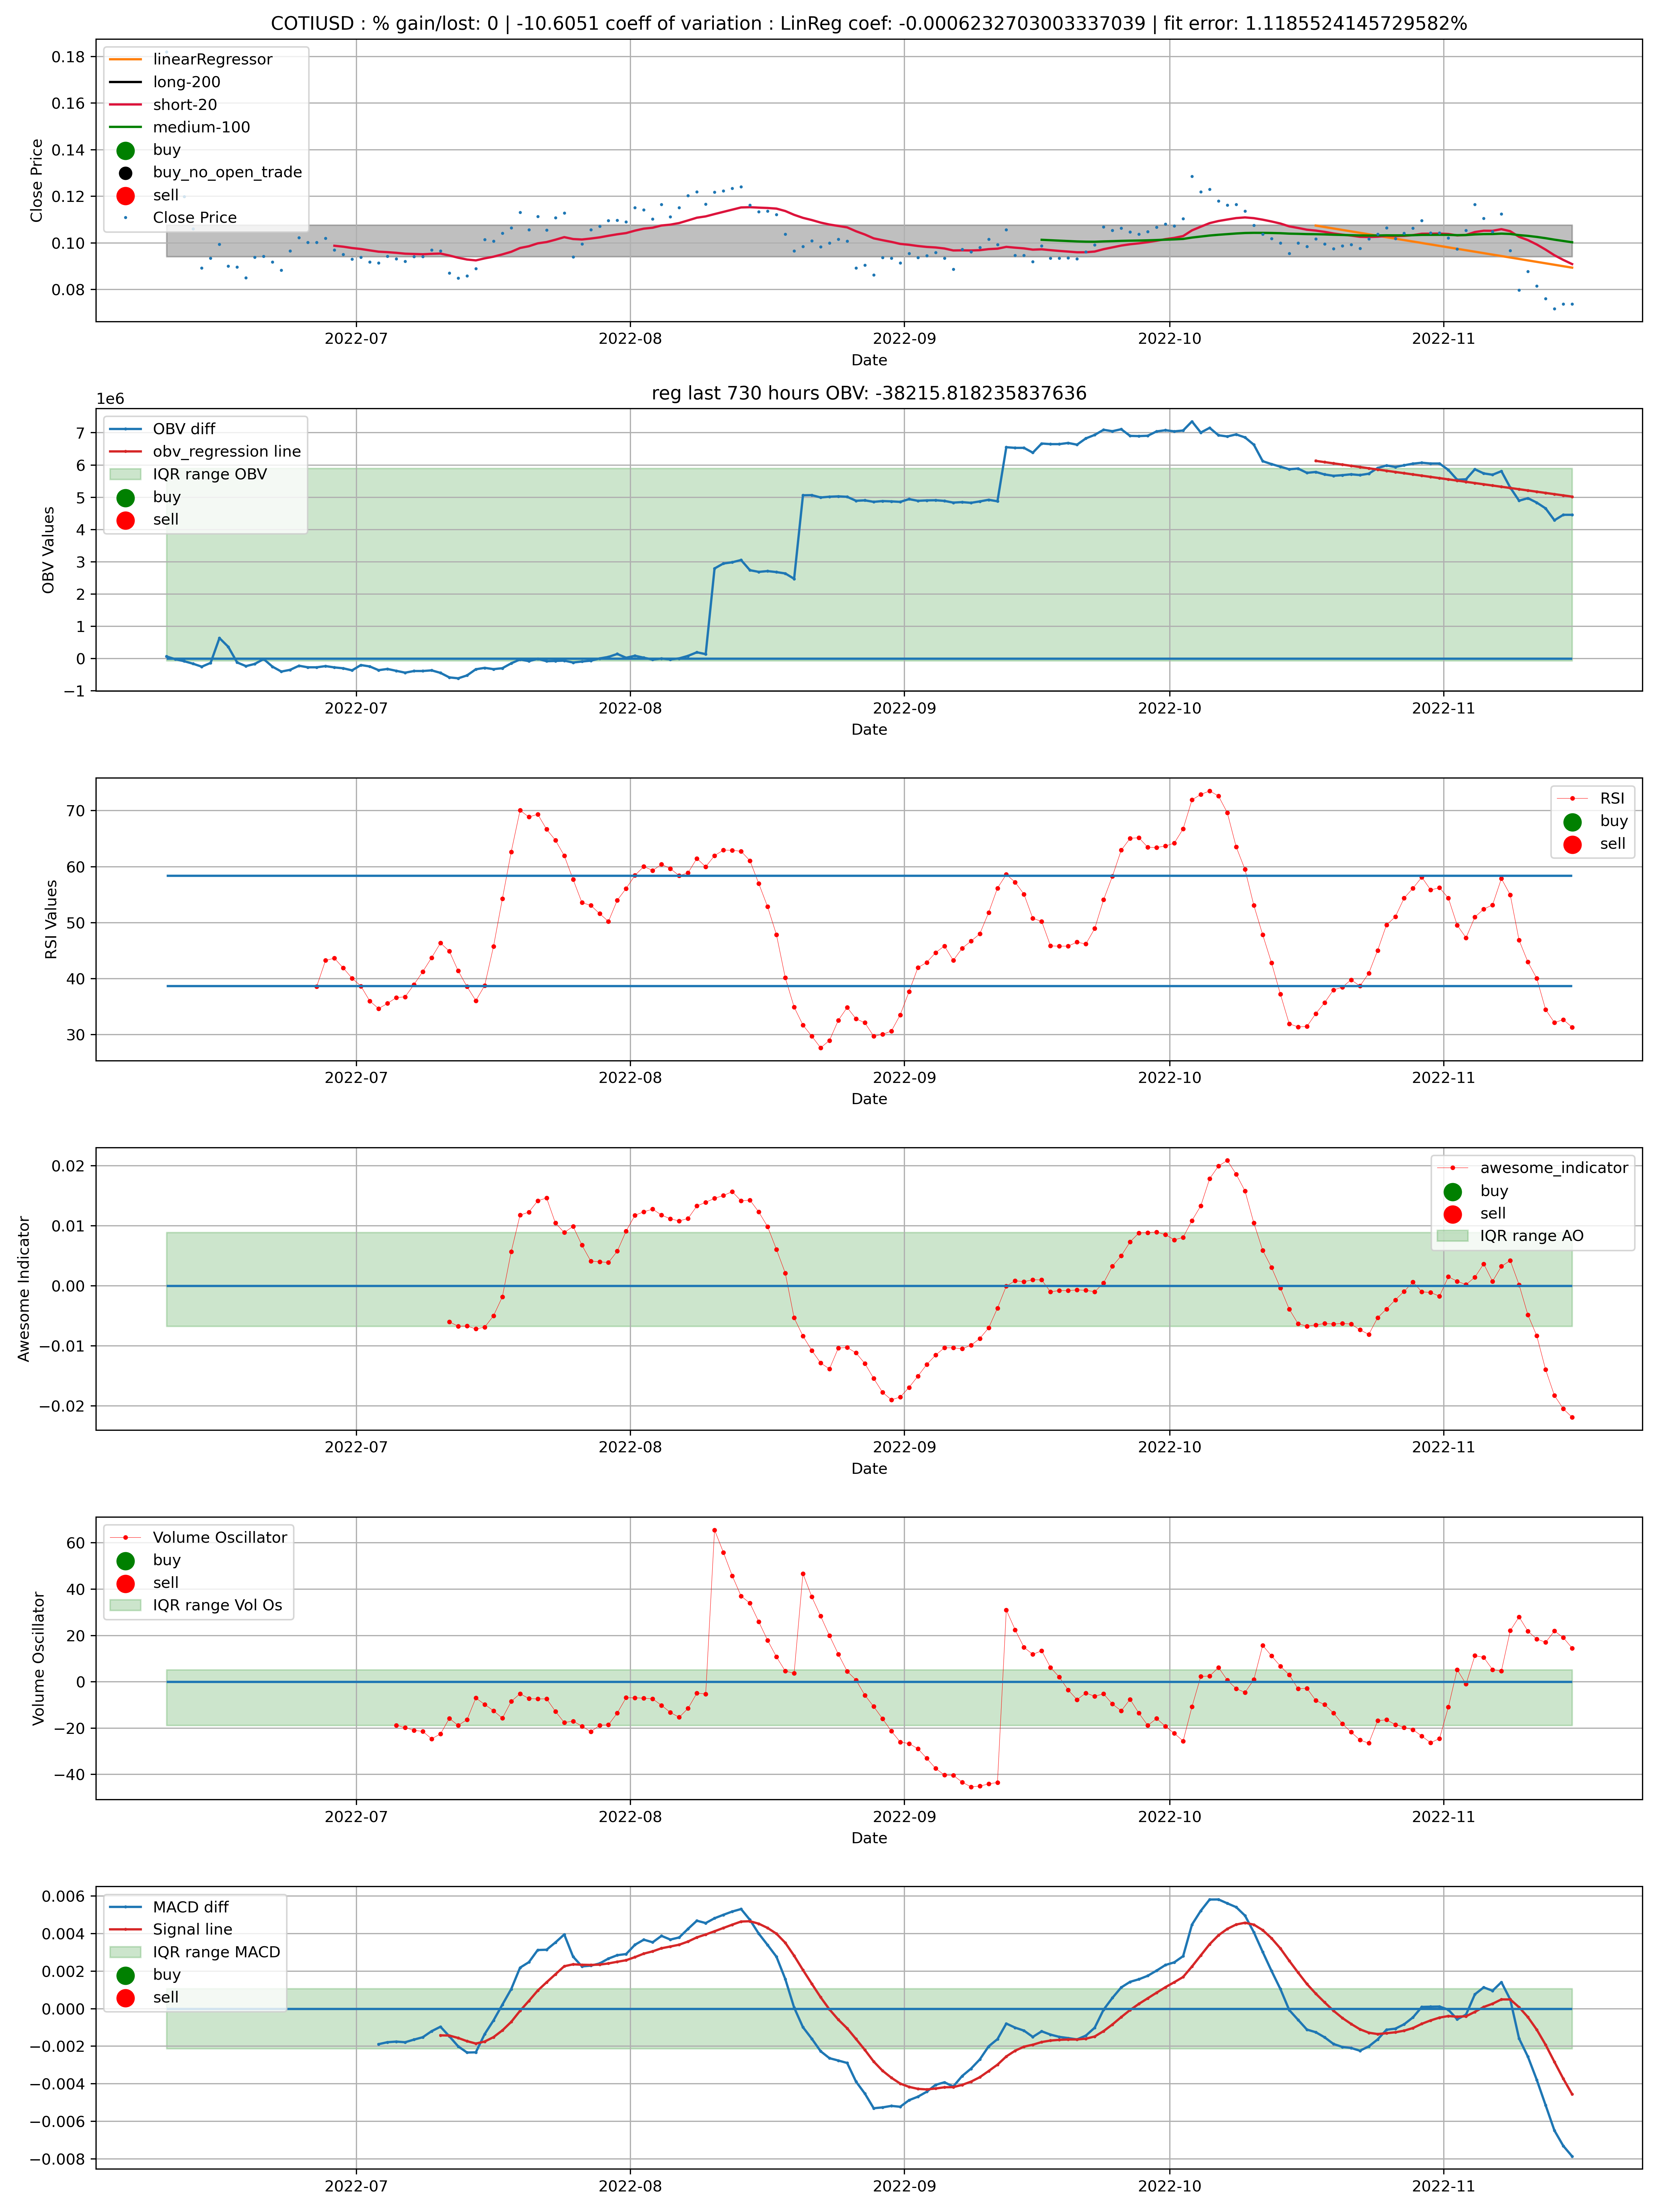 COTIUSD : % gain/lost: 0 | -10.6051 coeff of variation : LinReg coef: -0.0006232703003337039 | fit error: 1.1185524145729582%
linearRegressor
long-200
short-20
medium-100
buy
buy_no_open_trade
sell
Close Price
0.18
0.16
0.14
0.12
0.10
0.08
Close Price
2022-07 2022-08 2022-09 2022-10 2022-11
Date
reg last 730 hours OBV: -38215.818235837636
1e6
OBV diff
obv_regression line
IQR range OBV
buy
sell
7
6
5
4
3
2
1
0
−1
OBV Values
2022-07 2022-08 2022-09 2022-10 2022-11
Date
RSI
buy
sell
70
60
50
40
30
RSI Values
2022-07 2022-08 2022-09 2022-10 2022-11
Date
awesome_indicator
buy
sell
IQR range AO
0.02
0.01
0.00
−0.01
−0.02
Awesome Indicator
2022-07 2022-08 2022-09 2022-10 2022-11
Date
Volume Oscillator
buy
sell
IQR range Vol Os
60
40
20
0
−20
−40
Volume Oscillator
2022-07 2022-08 2022-09 2022-10 2022-11
Date
MACD diff
Signal line
IQR range MACD
buy
sell
0.006
0.004
0.002
0.000
−0.002
−0.004
−0.006
−0.008
2022-07 2022-08 2022-09 2022-10 2022-11